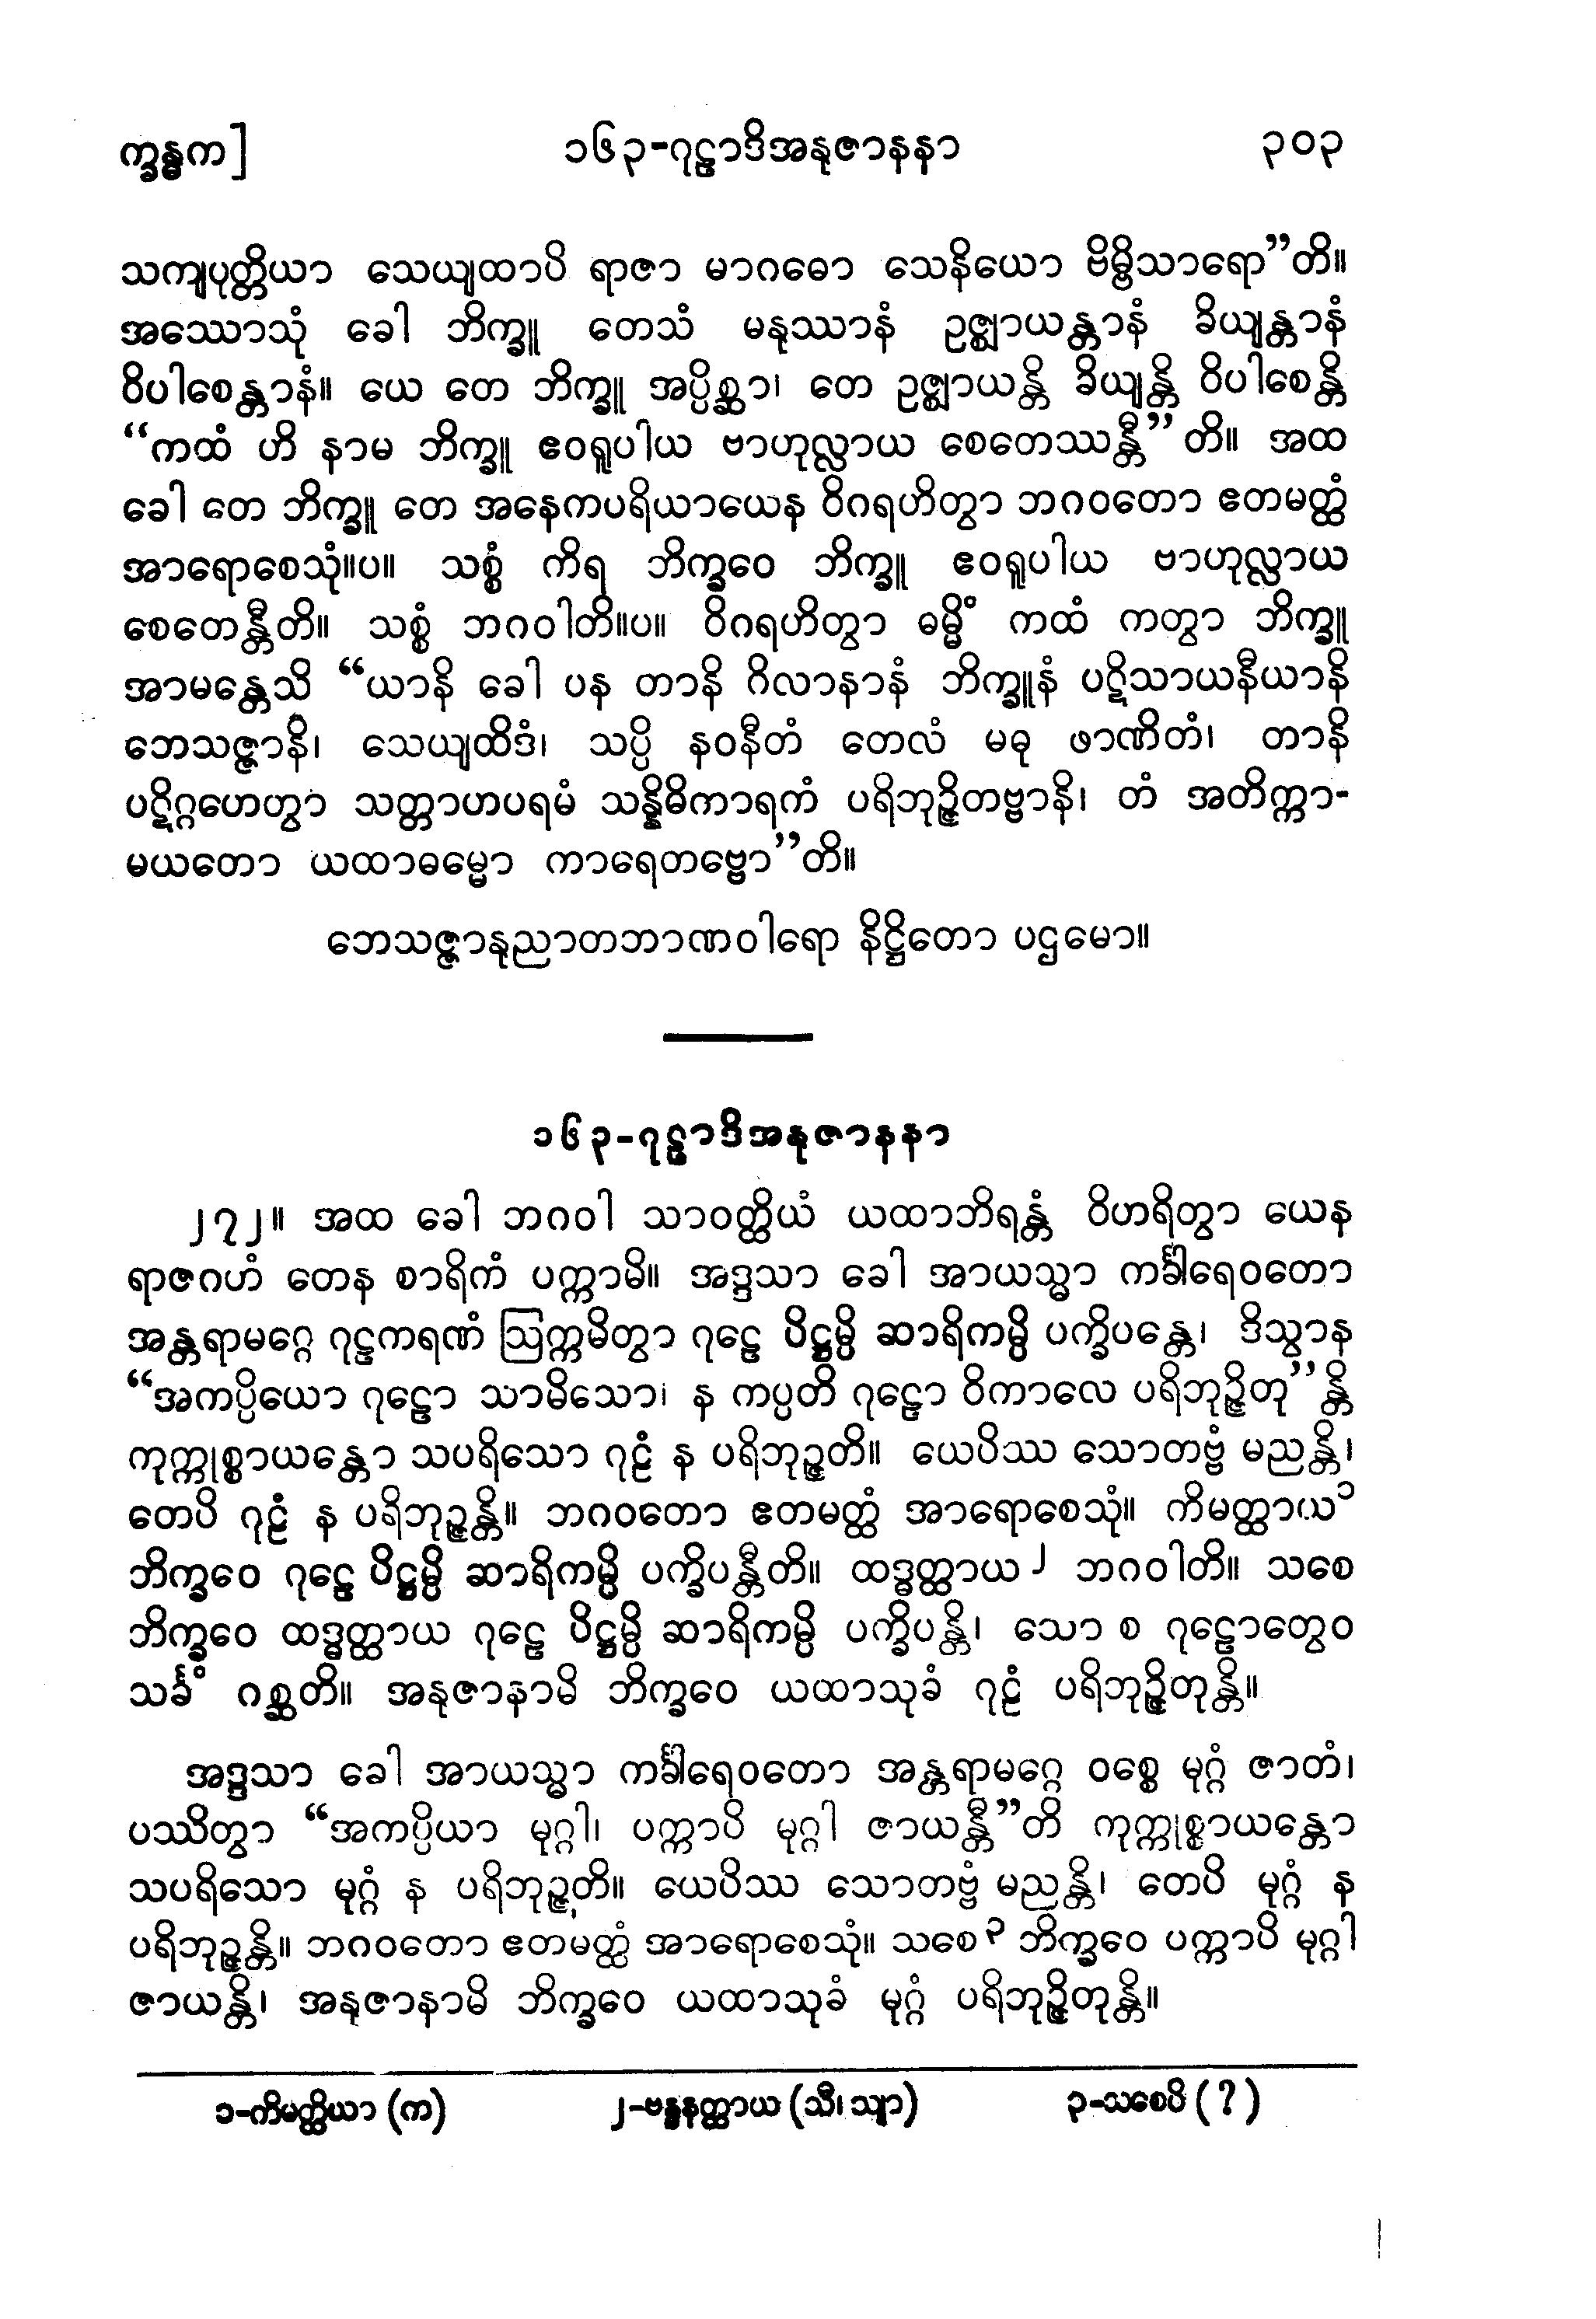 က္ခန္ဓက] ၁၆၃-ဂုဠာဒိအနုဇာနနာ ၃၀၃
သကျပုတ္တိယာ သေယျထာပိ ရာဇာ မာဂဓော သေနိယော ဗိမ္ဗိသာရော”တိ။
အဿောသုံ ခေါ ဘိက္ခူ တေသံ မနုဿာနံ ဥဇ္ဈာယန္တာနံ ခိယျန္တာနံ
ဝိပါစေန္တာနံ။ ယေ တေ ဘိက္ခူ အပ္ပိစ္ဆာ၊ တေ ဥဇ္ဈာယန္တိ ခိယျန္တိ ဝိပါစေန္တိ
“ကထံ ဟိ နာမ ဘိက္ခူ ဧဝရူပါယ ဗာဟုလ္လာယ စေတေဿန္တီ”တိ။ အထ
ခေါ တေ ဘိက္ခူ တေ အနေကပရိယာယေန ဝိဂရဟိတွာ ဘဂဝတော ဧတမတ္ထံ
အာရောစေသုံ။ပ။ သစ္စံ ကိရ ဘိက္ခဝေ ဘိက္ခူ ဧဝရူပါယ ဗာဟုလ္လာယ
စေတေန္တီတိ။ သစ္စံ ဘဂဝါတိ။ပ။ ဝိဂရဟိတွာ ဓမ္မိံ ကထံ ကတွာ ဘိက္ခူ
အာမန္တေသိ “ယာနိ ခေါ ပန တာနိ ဂိလာနာနံ ဘိက္ခူနံ ပဋိသာယနီယာနိ
ဘေသဇ္ဇာနိ၊ သေယျထိဒံ၊ သပ္ပိ နဝနီတံ တေလံ မဓု ဖာဏိတံ၊ တာနိ
ပဋိဂ္ဂဟေတွာ သတ္တာဟပရမံ သန္နိဓိကာရကံ ပရိဘုဉ္ဇိတဗ္ဗာနိ၊ တံ အတိက္ကာ-
မယတော ယထာဓမ္မော ကာရေတဗ္ဗော”တိ။
ဘေသဇ္ဇာနုညာတဘာဏဝါရော နိဋ္ဌိတော ပဌမော။
၁၆၃-ဂုဠာဒိအနုဇာနနာ
၂၇၂။ အထ ခေါ ဘဂဝါ သာဝတ္ထိယံ ယထာဘိရန္တံ ဝိဟရိတွာ ယေန
ရာဇဂဟံ တေန စာရိကံ ပက္ကာမိ။ အဒ္ဒသာ ခေါ အာယသ္မာ ကင်္ခါရေဝတော
အန္တရာမဂ္ဂေ ဂုဠကရဏံ ဩက္ကမိတွာ ဂုဠေ ပိဋ္ဌမ္ပိ ဆာရိကမ္ပိ ပက္ခိပန္တေ၊ ဒိသွာန
“အကပ္ပိယော ဂုဠော သာမိသော၊ န ကပ္ပတိ ဂုဠော ဝိကာလေ ပရိဘုဉ္ဇိတု”န္တိ
ကုက္ကုစ္စာယန္တော သပရိသော ဂုဠံ န ပရိဘုဉ္ဇတိ။ ယေပိဿ သောတဗ္ဗံ မညန္တိ၊
တေပိ ဂုဠံ န ပရိဘုဉ္ဇန္တိ။ ဘဂဝတော ဧတမတ္ထံ အာရောစေသုံ။ ကိမတ္ထာယ၁
ဘိက္ခဝေ ဂုဠေ ပိဋ္ဌမ္ပိ ဆာရိကမ္ပိ ပက္ခိပန္တီတိ။ ထဒ္ဓတ္ထာယ၂ ဘဂဝါတိ။ သစေ
ဘိက္ခဝေ ထဒ္ဓတ္ထာယ ဂုဠေ ပိဋ္ဌမ္ပိ ဆာရိကမ္ပိ ပက္ခိပန္တိ၊ သော စ ဂုဠောတွေဝ
သင်္ခံ ဂစ္ဆတိ။ အနုဇာနာမိ ဘိက္ခဝေ ယထာသုခံ ဂုဠံ ပရိဘုဉ္ဇိတုန္တိ။
အဒ္ဒသာ ခေါ အာယသ္မာ ကင်္ခါရေဝတော အန္တရာမဂ္ဂေ ဝစ္စေ မုဂ္ဂံ ဇာတံ၊
ပဿိတွာ “အကပ္ပိယာ မုဂ္ဂါ၊ ပက္ကာပိ မုဂ္ဂါ ဇာယန္တီ”တိ ကုက္ကုစ္စာယန္တော
သပရိသော မုဂ္ဂံ န ပရိဘုဉ္ဇတိ။ ယေပိဿ သောတဗ္ဗံ မညန္တိ၊ တေပိ မုဂ္ဂံ န
ပရိဘုဉ္ဇန္တိ။ ဘဂဝတော ဧတမတ္ထံ အာရောစေသုံ။ သစေ၃ ဘိက္ခဝေ ပက္ကာပိ မုဂ္ဂါ
ဇာယန္တိ၊ အနုဇာနာမိ ဘိက္ခဝေ ယထာသုခံ မုဂ္ဂံ ပရိဘုဉ္ဇိတုန္တိ။
၁-ကိမတ္ထိယာ (က) ၂-ဗန္ဓနတ္ထာယ (သီ၊ သျာ) ၃-သစေပိ (?)